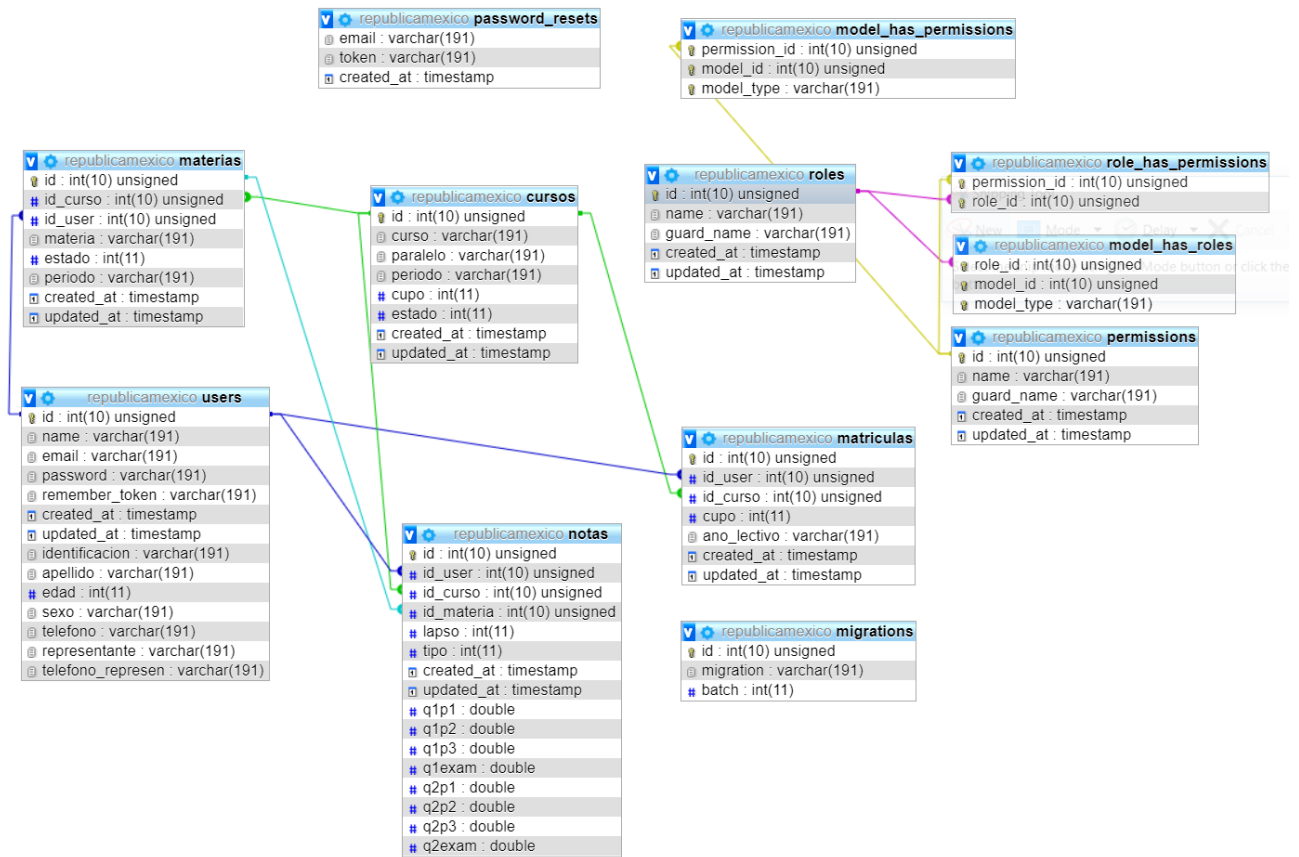 republicamexico password_resets
email : varchar(191)
token : varchar(191)
created_at : timestamp
republicamexico model_has_permissions
permission_id : int(10) unsigned
model_id : int(10) unsigned
model_type : varchar(191)
republicamexico materias
id : int(10) unsigned
id_curso : int(10) unsigned
id_user : int(10) unsigned
materia : varchar(191)
estado : int(11)
periodo : varchar(191)
created_at : timestamp
updated_at : timestamp
republicamexico cursos
id : int(10) unsigned
curso : varchar(191)
paralelo : varchar(191)
periodo : varchar(191)
cupo : int(11)
estado : int(11)
created_at : timestamp
updated_at : timestamp
republicamexico roles
id : int(10) unsigned
name : varchar(191)
guard_name : varchar(191)
created_at : timestamp
updated_at : timestamp
republicamexico role_has_permissions
permission_id : int(10) unsigned
role_id : int(10) unsigned
New Mode Delay Cancel
republicamexico model_has_roles
role_id : int(10) unsigned
Mode button or click the
model_id : int(10) unsigned
model_type : varchar(191)
republicamexico permissions
id : int(10) unsigned
name : varchar(191)
guard_name : varchar(191)
created_at : timestamp
updated_at : timestamp
republicamexico users
id : int(10) unsigned
name : varchar(191)
email : varchar(191)
password : varchar(191)
remember_token : varchar(191)
created_at : timestamp
updated_at : timestamp
identificacion : varchar(191)
apellido : varchar(191)
edad : int(11)
sexo : varchar(191)
telefono : varchar(191)
representante : varchar(191)
telefono_represen : varchar(191)
republicamexico matriculas
id : int(10) unsigned
id_user : int(10) unsigned
id_curso : int(10) unsigned
cupo : int(11)
ano_lectivo : varchar(191)
created_at : timestamp
updated_at : timestamp
republicamexico notas
id : int(10) unsigned
id_user : int(10) unsigned
id_curso : int(10) unsigned
id_materia : int(10) unsigned
lapso : int(11)
tipo : int(11)
created_at : timestamp
updated_at : timestamp
q1p1 : double
q1p2 : double
q1p3 : double
q1exam : double
q2p1 : double
q2p2 : double
q2p3 : double
q2exam : double
republicamexico migrations
id : int(10) unsigned
migration : varchar(191)
batch : int(11)